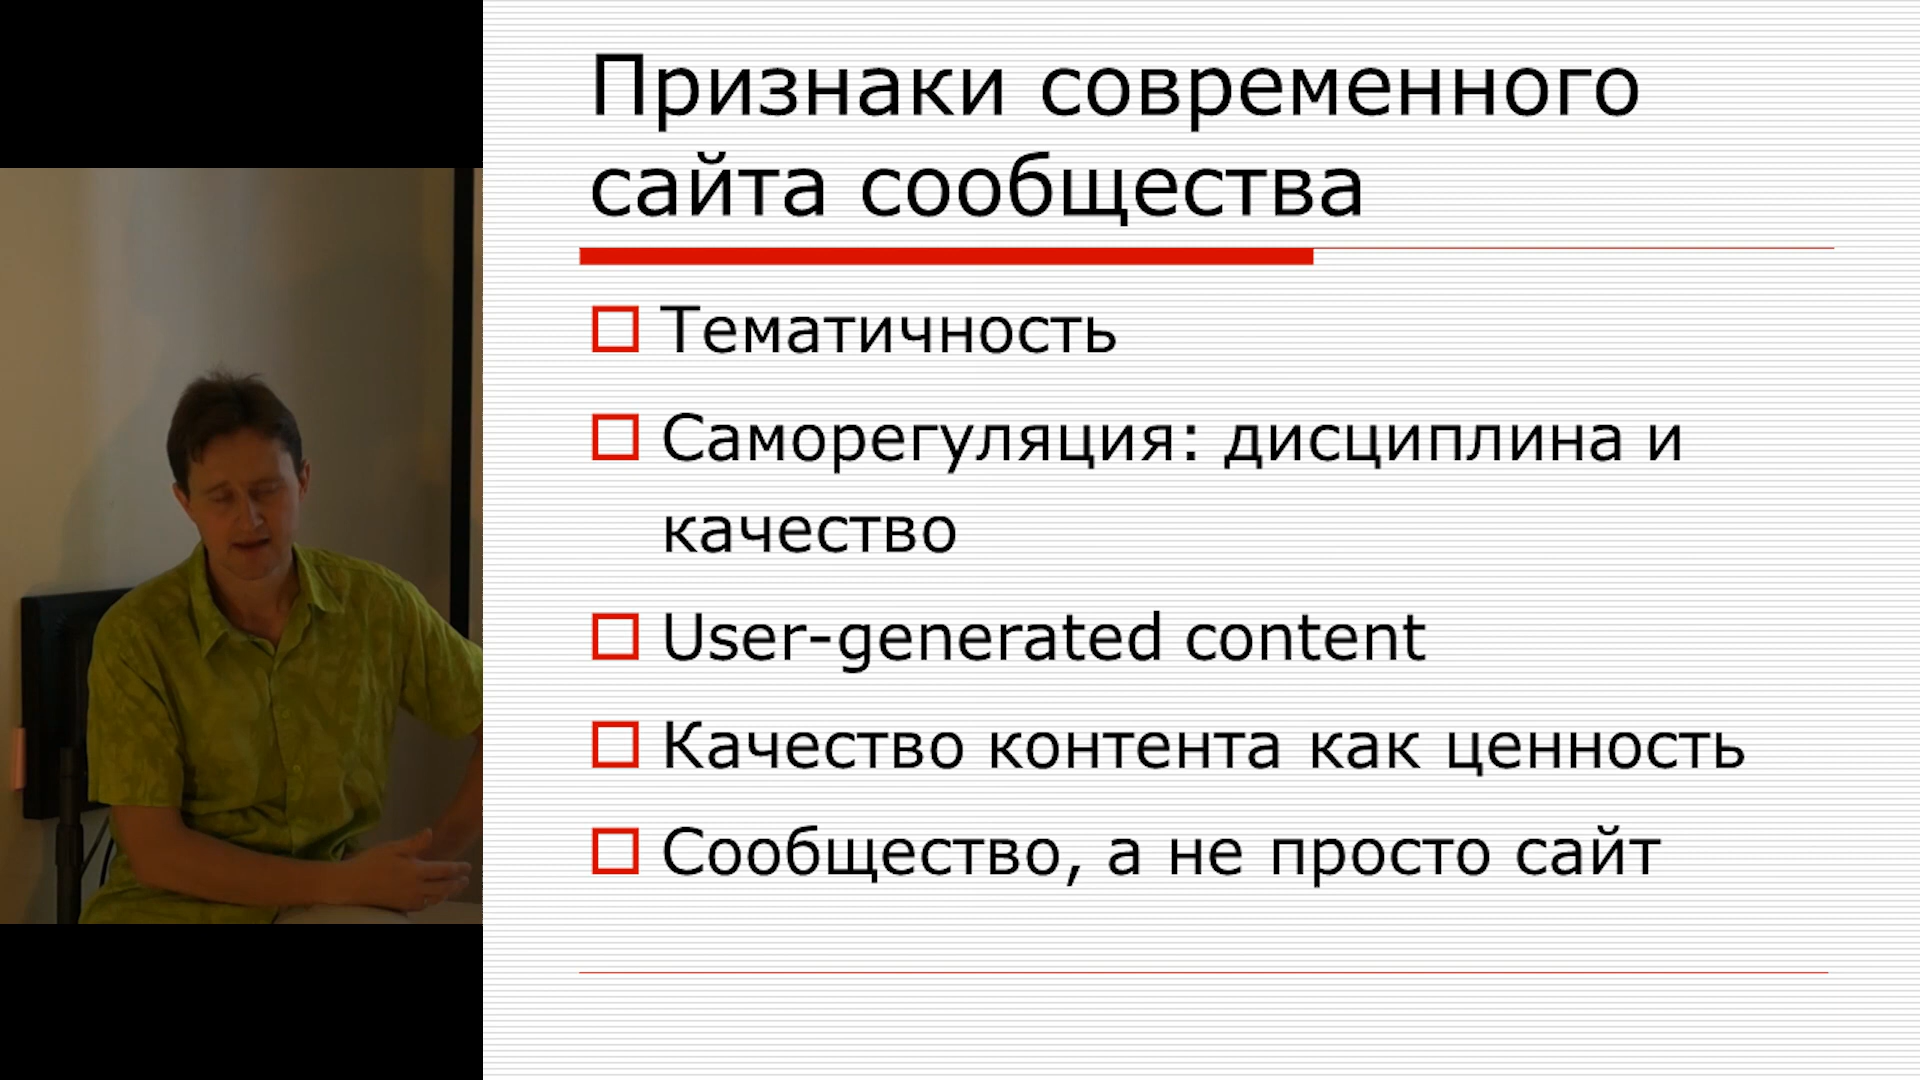 Признаки современного
сайта сообщества
Тематичность
Саморегуляция: дисциплина и
качество
User-generated content
Качество контента как ценность
Сообщество, а не просто сайт